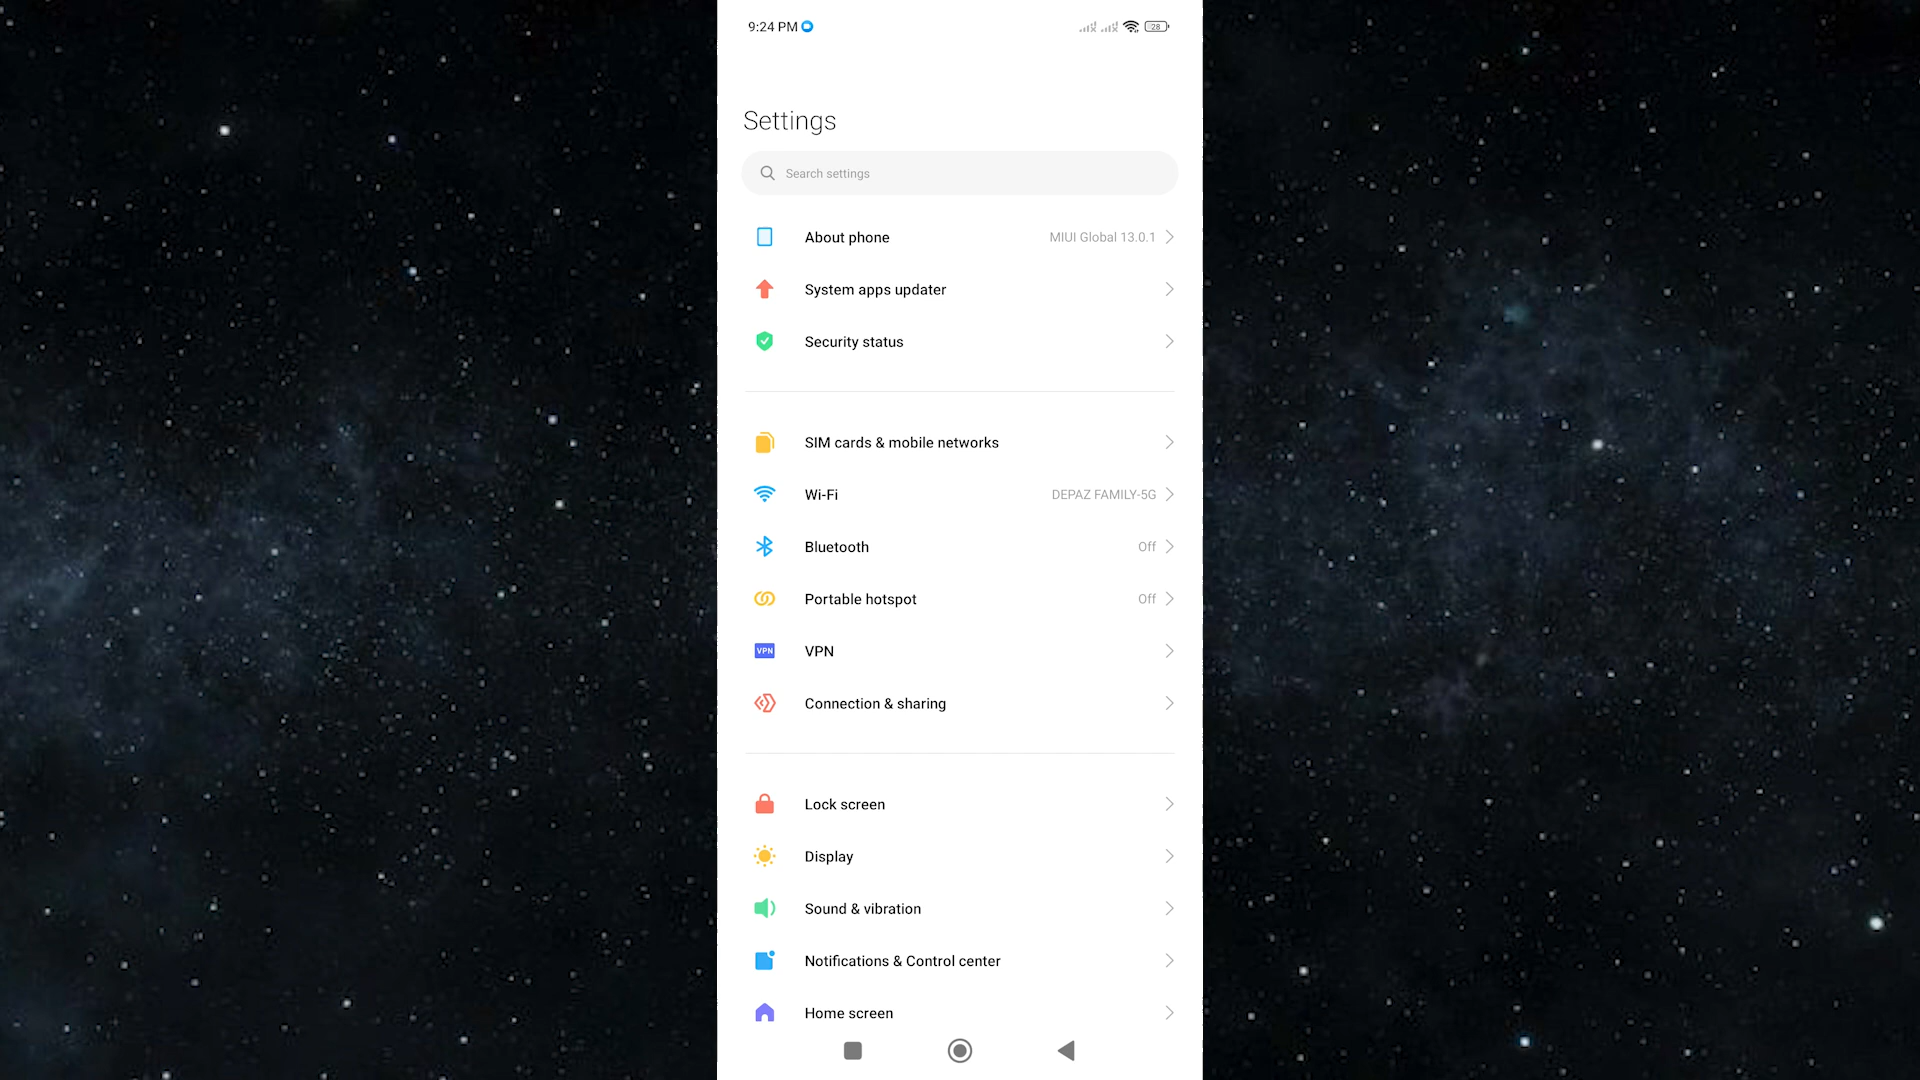 9:24 PM
28
Settings
Search settings
About phone MIUI Global 13.0.1
System apps updater
Security status
SIM cards & mobile networks
Wi-Fi DEPAZ FAMILY-5G
Bluetooth Off
Portable hotspot Off
VPN VPN
Connection & sharing
Lock screen
Display
Sound & vibration
Notifications & Control center
Home screen